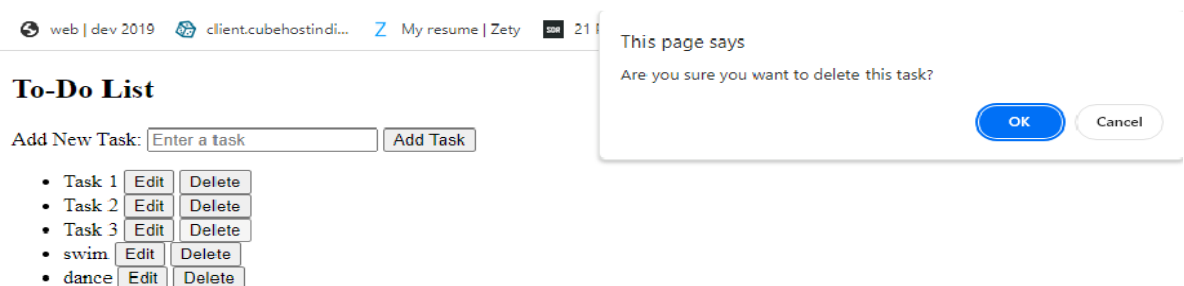 web | dev 2019 client.cubehostindi... My resume | Zety SDR 21
This page says
Are you sure you want to delete this task?
OK Cancel
To-Do List
Add New Task: Enter a task Add Task
• Task 1 Edit Delete
• Task 2 Edit Delete
• Task 3 Edit Delete
• swim Edit Delete
• dance Edit Delete